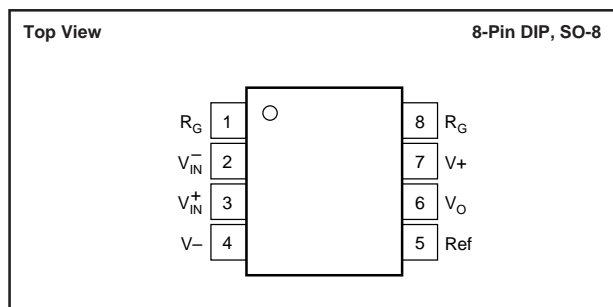 Top View 8-Pin DIP, SO-8
R_G 1 8 R_G
V_IN^– 2 7 V+
V_IN^+ 3 6 V_O
V– 4 5 Ref